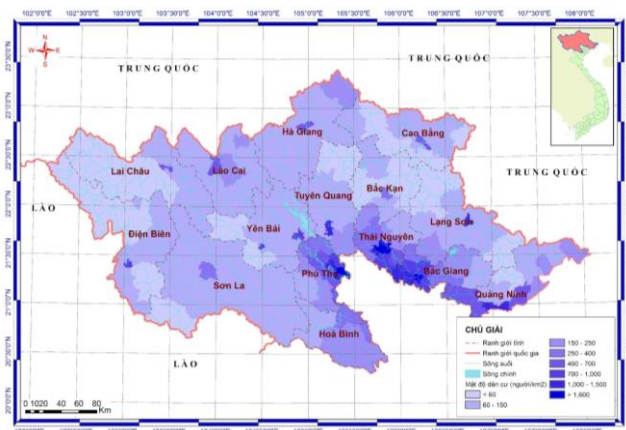 102°0'0"E 102°30'0"E 103°0'0"E 103°30'0"E 104°0'0"E 104°30'0"E 105°0'0"E 105°30'0"E 106°0'0"E 106°30'0"E 107°0'0"E 107°30'0"E 108°0'0"E
N
W E
S
TRUNG QUỐC
TRUNG QUỐC
Hà Giang
Cao Bằng
Lai Châu
Lào Cai
TRUNG QUỐC
Bắc Kạn
Tuyên Quang
LÀO
Lạng Sơn
Yên Bái
Điện Biên
Thái Nguyên
Phú Thọ
Bắc Giang
Sơn La
Quảng Ninh
Hoà Bình
LÀO
CHÚ GIẢI
Ranh giới tỉnh
Ranh giới quốc gia
Sông suối
Sông chính
Mật độ dân cư (người/km2)
< 60
60 - 150
150 - 250
250 - 400
400 - 700
700 - 1,000
1,000 - 1,500
> 1,600
0 1020 40 60 80
Km